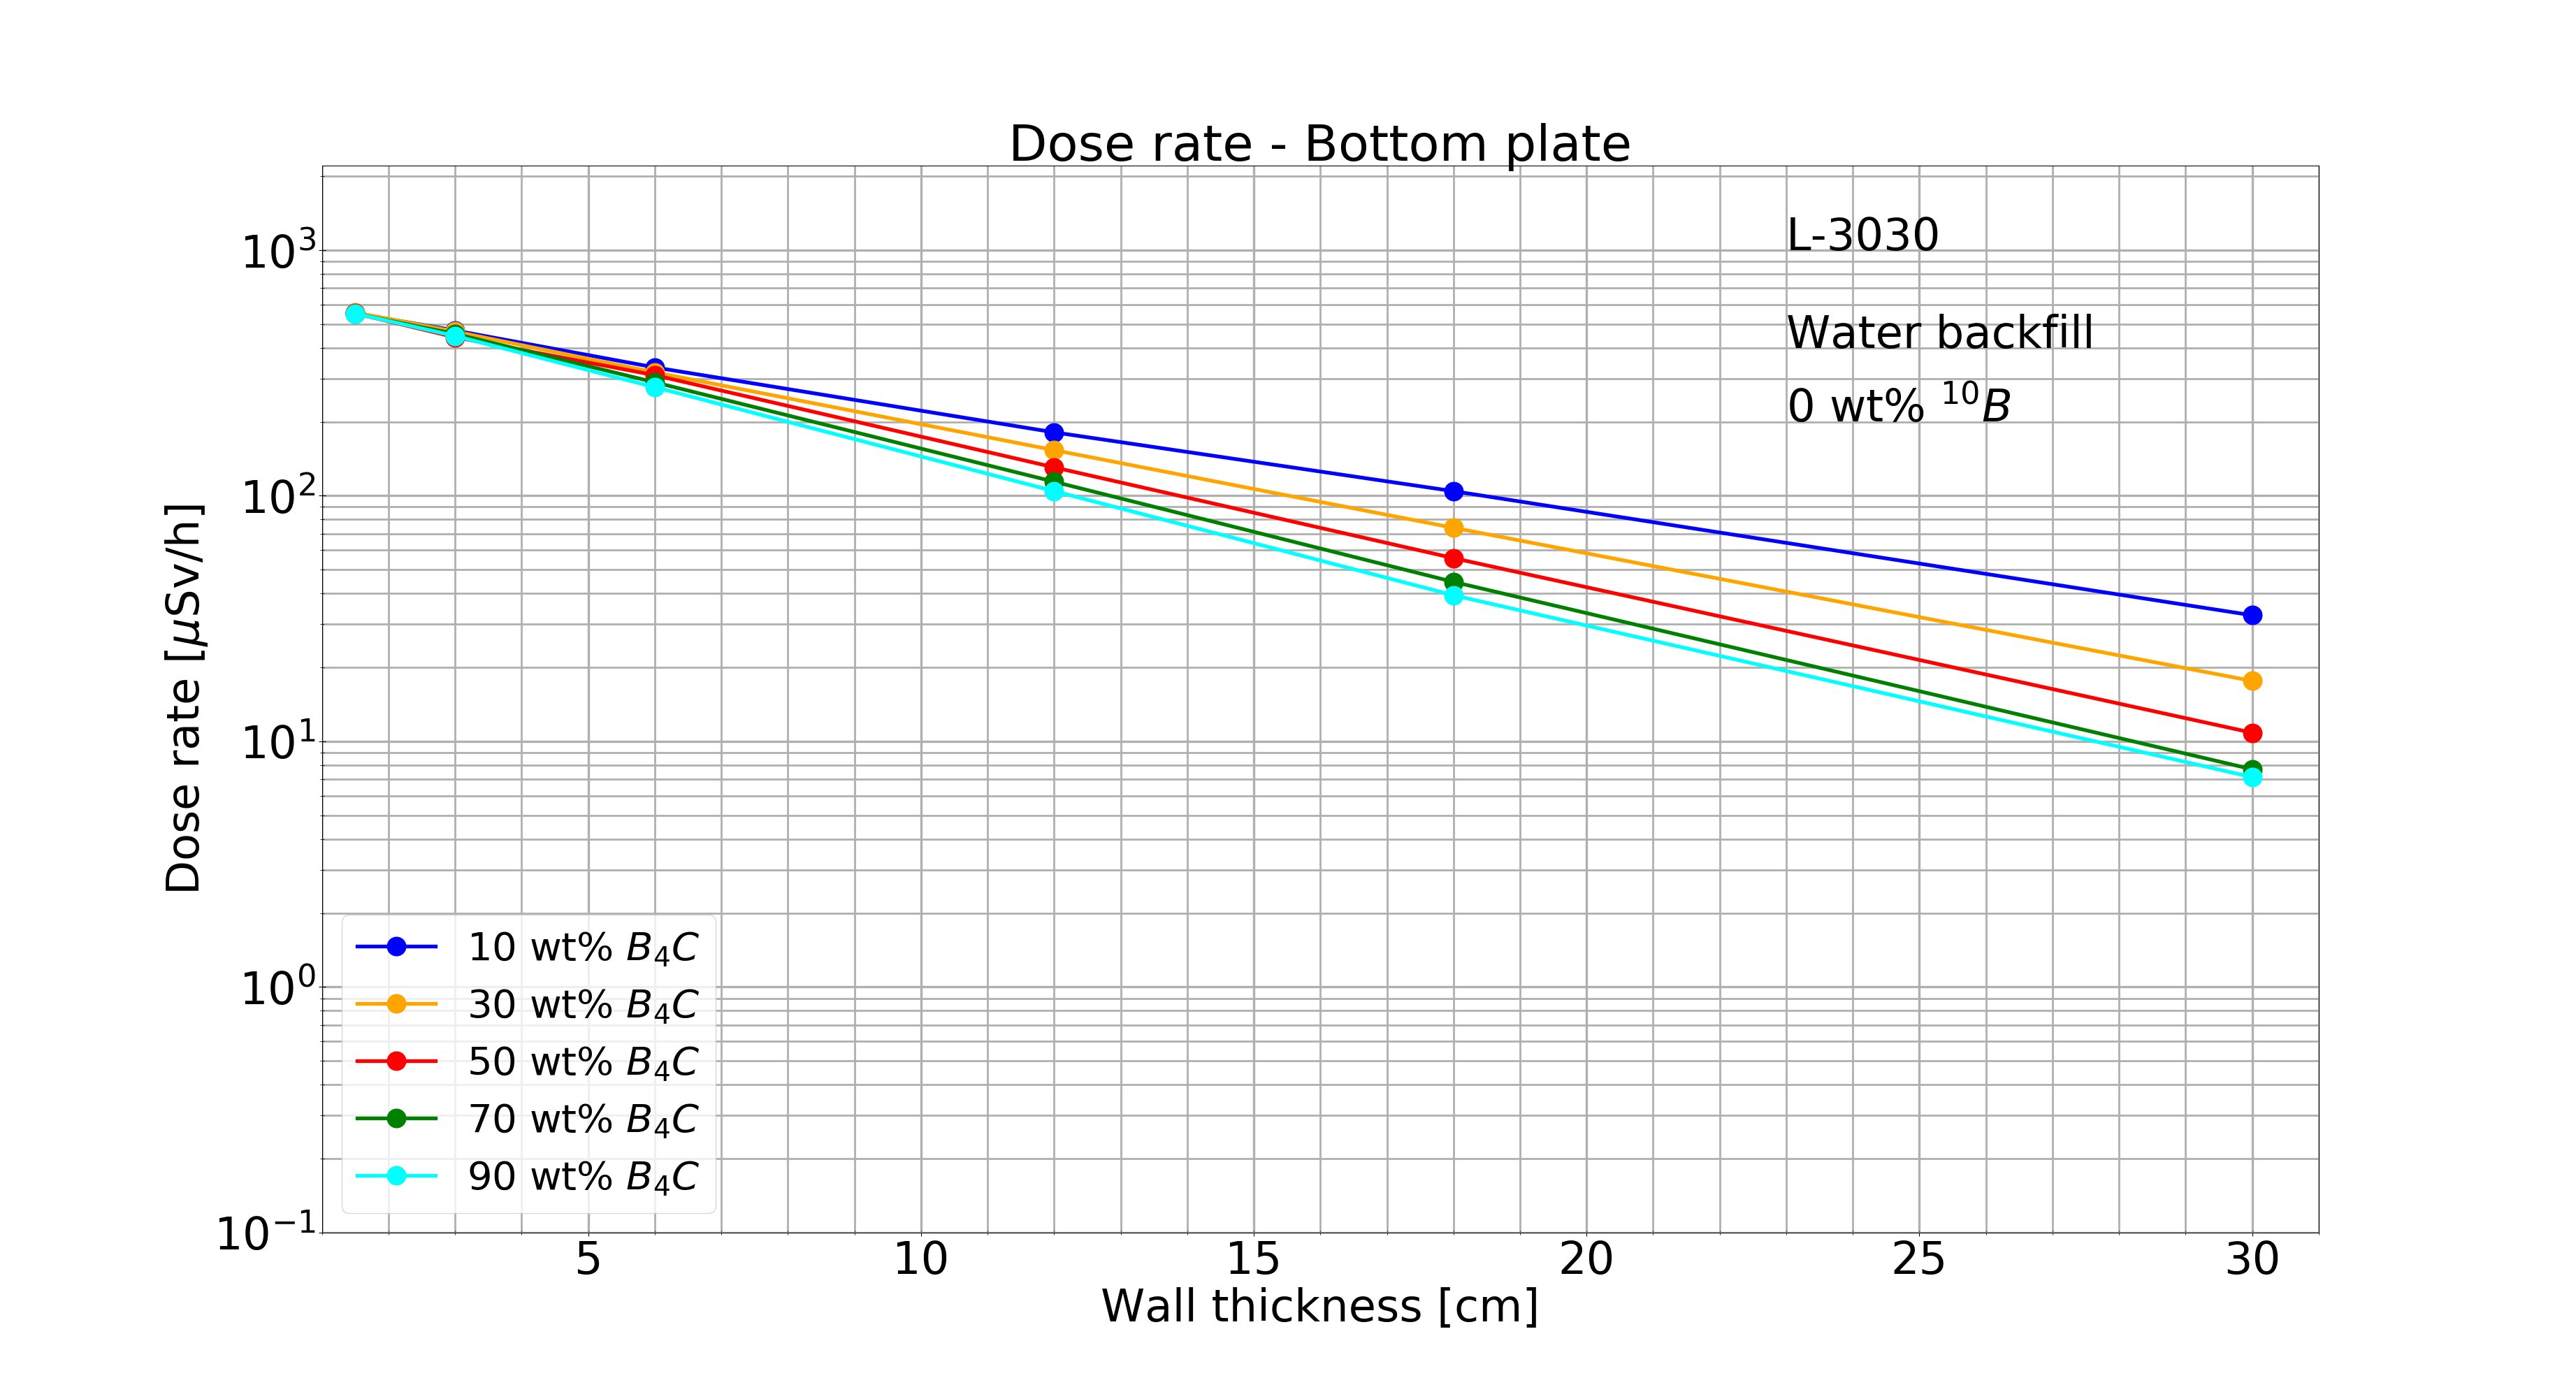 Dose rate - Bottom plate
L-3030
Water backfill
0 wt% ¹⁰B
Dose rate [μSv/h]
10³
10²
10¹
10⁰
10⁻¹
10 wt% B₄C
30 wt% B₄C
50 wt% B₄C
70 wt% B₄C
90 wt% B₄C
5 10 15 20 25 30
Wall thickness [cm]